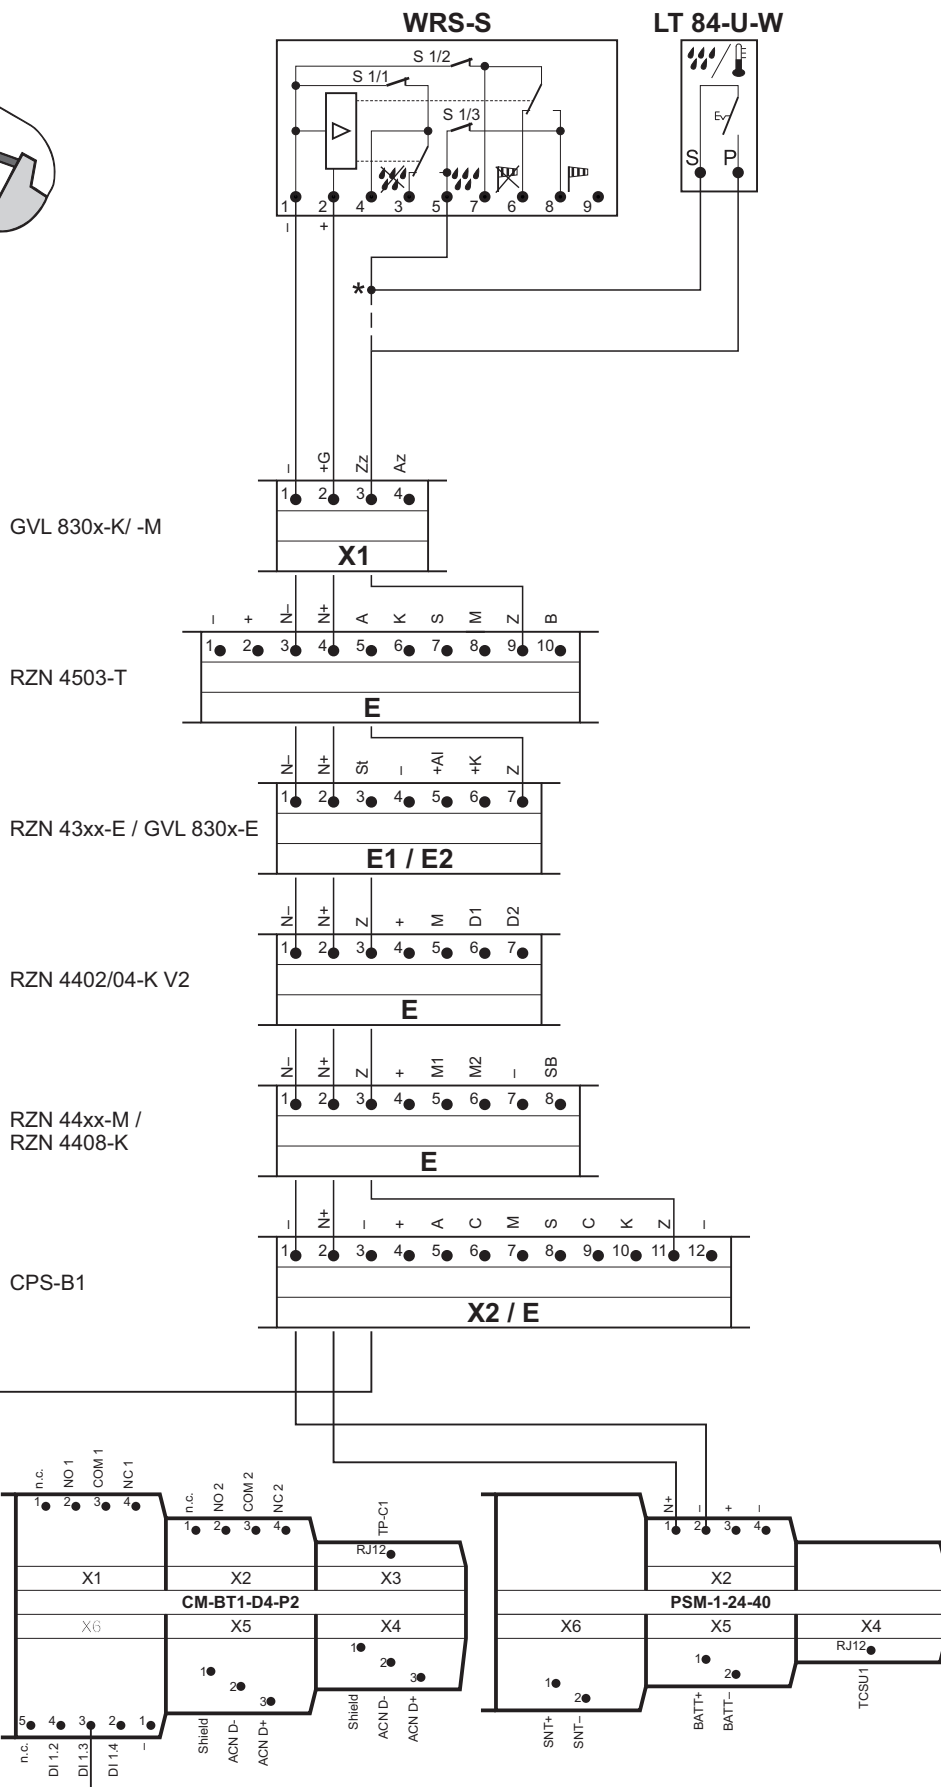 WRS-S
LT 84-U-W
S 1/2
S 1/1
S 1/3
S P
1 2 4 3 5 7 6 8 9
– +
*
– +G Zz Az
1 2 3 4
GVL 830x-K/ -M
X1
– + N– N+ A K S M Z B
1 2 3 4 5 6 7 8 9 10
RZN 4503-T
E
N– N+ St – +Al +K Z
1 2 3 4 5 6 7
RZN 43xx-E / GVL 830x-E
E1 / E2
N– N+ Z + M D1 D2
1 2 3 4 5 6 7
RZN 4402/04-K V2
E
N– N+ Z + M1 M2 – SB
1 2 3 4 5 6 7 8
RZN 44xx-M /
RZN 4408-K
E
– N+ – + A C M S C K Z –
1 2 3 4 5 6 7 8 9 10 11 12
CPS-B1
X2 / E
n.c. NO 1 COM 1 NC 1
1 2 3 4
n.c. NO 2 COM 2 NC 2
1 2 3 4
TP-C1
RJ12
X1 X2 X3
CM-BT1-D4-P2
X6 X5 X4
1 2 3
Shield ACN D- ACN D+
1 2 3
Shield ACN D- ACN D+
5 4 3 2 1
n.c. DI 1.2 DI 1.3 DI 1.4 –
N+ – + –
1 2 3 4
X2
PSM-1-24-40
X6 X5 X4
1 2
SNT+ SNT–
1 2
BATT+ BATT–
RJ12
TCSU1